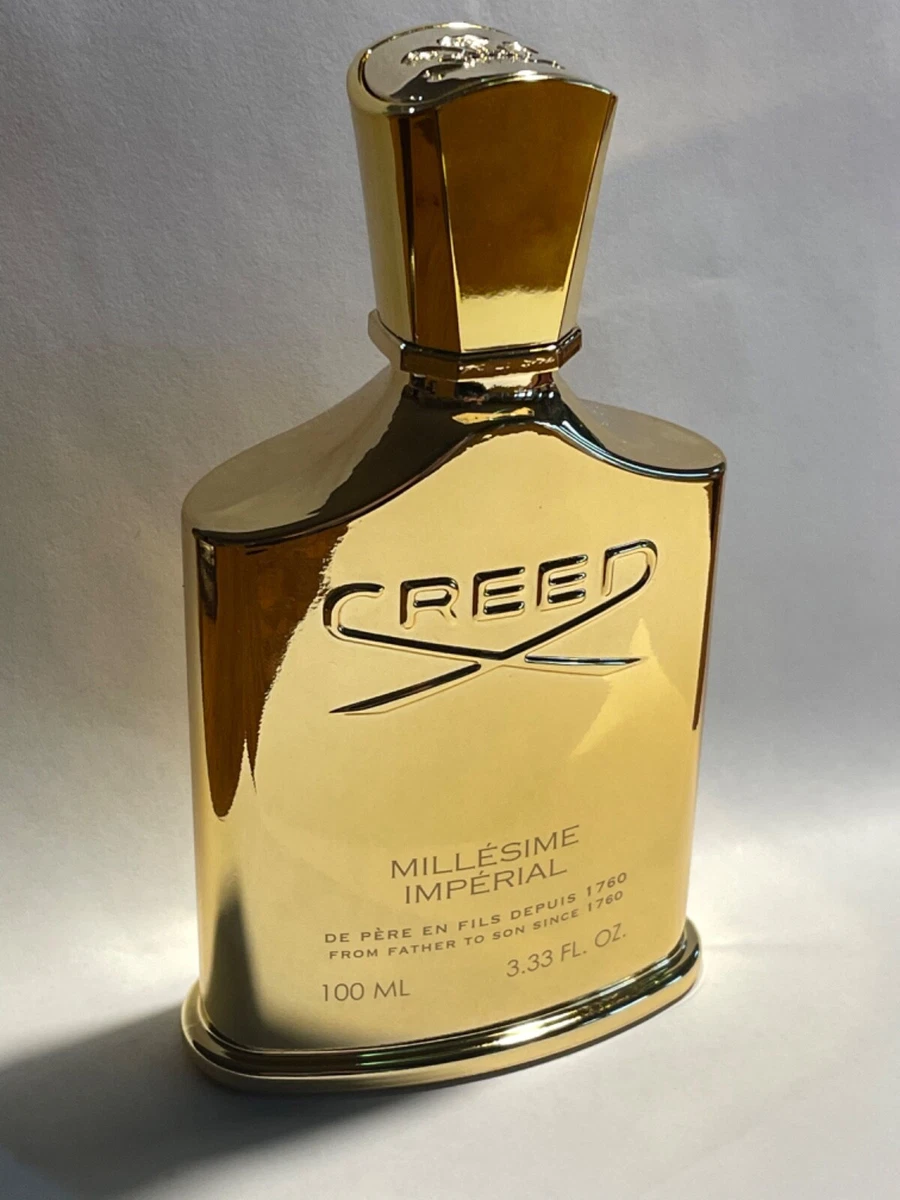 CREED
MILLÉSIME
IMPÉRIAL
DE PÈRE EN FILS DEPUIS 1760
FROM FATHER TO SON SINCE 1760
100 ML
3.33 FL. OZ.